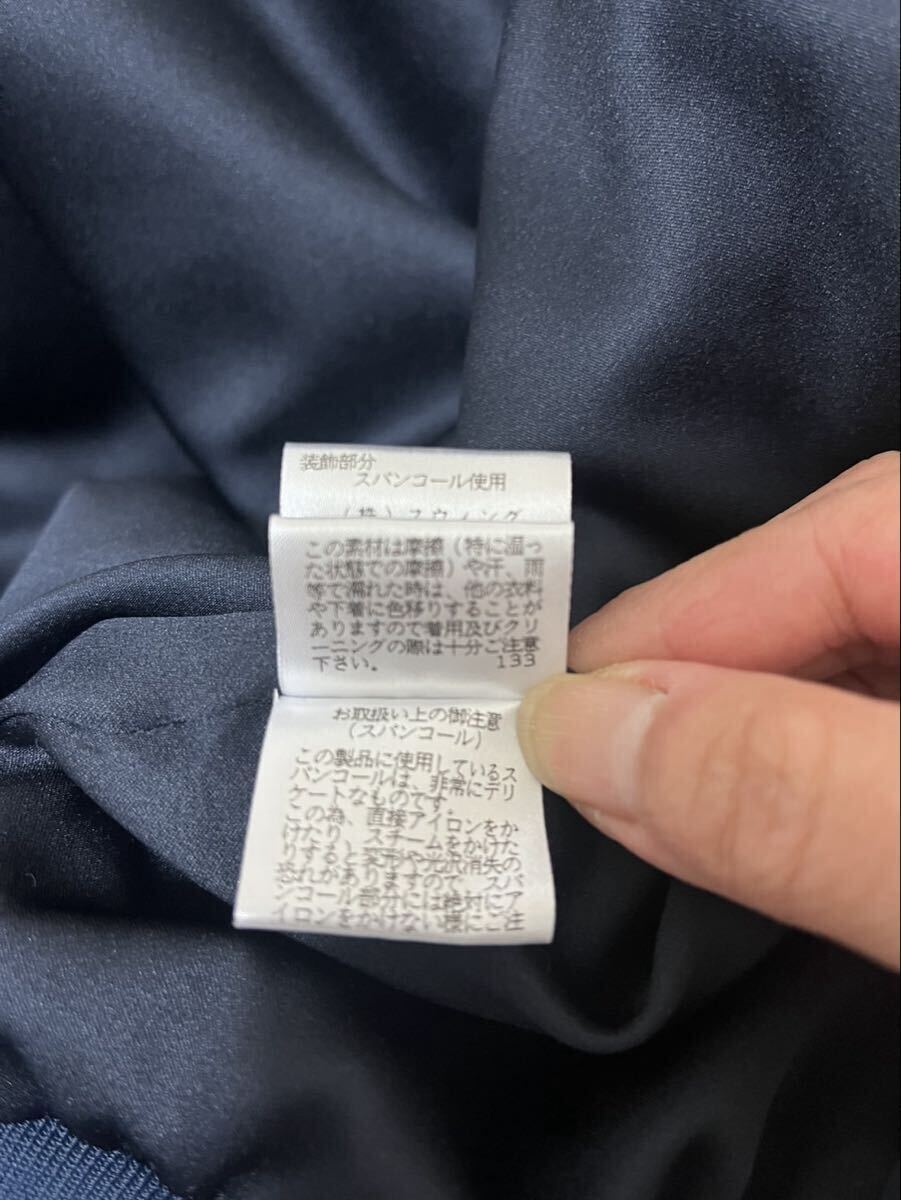 装飾部分
スパンコール使用
(株)スウィング
この素材は摩擦(特に湿っ
た状態での摩擦)や汗、雨
等で濡れた時は、他の衣料
や下着に色移りすることが
ありますので着用及びクリ
ーニングの際は十分ご注意
下さい。 133
お取扱い上の御注意
(スパンコール)
この製品に使用しているス
パンコールは、非常にデリ
ケートなものです。
この為、直接アイロンをか
けたり、スチームをかけた
りすると変形や光沢消失の
恐れがありますので、スパ
ンコール部分には絶対にア
イロンをかけない様にご注